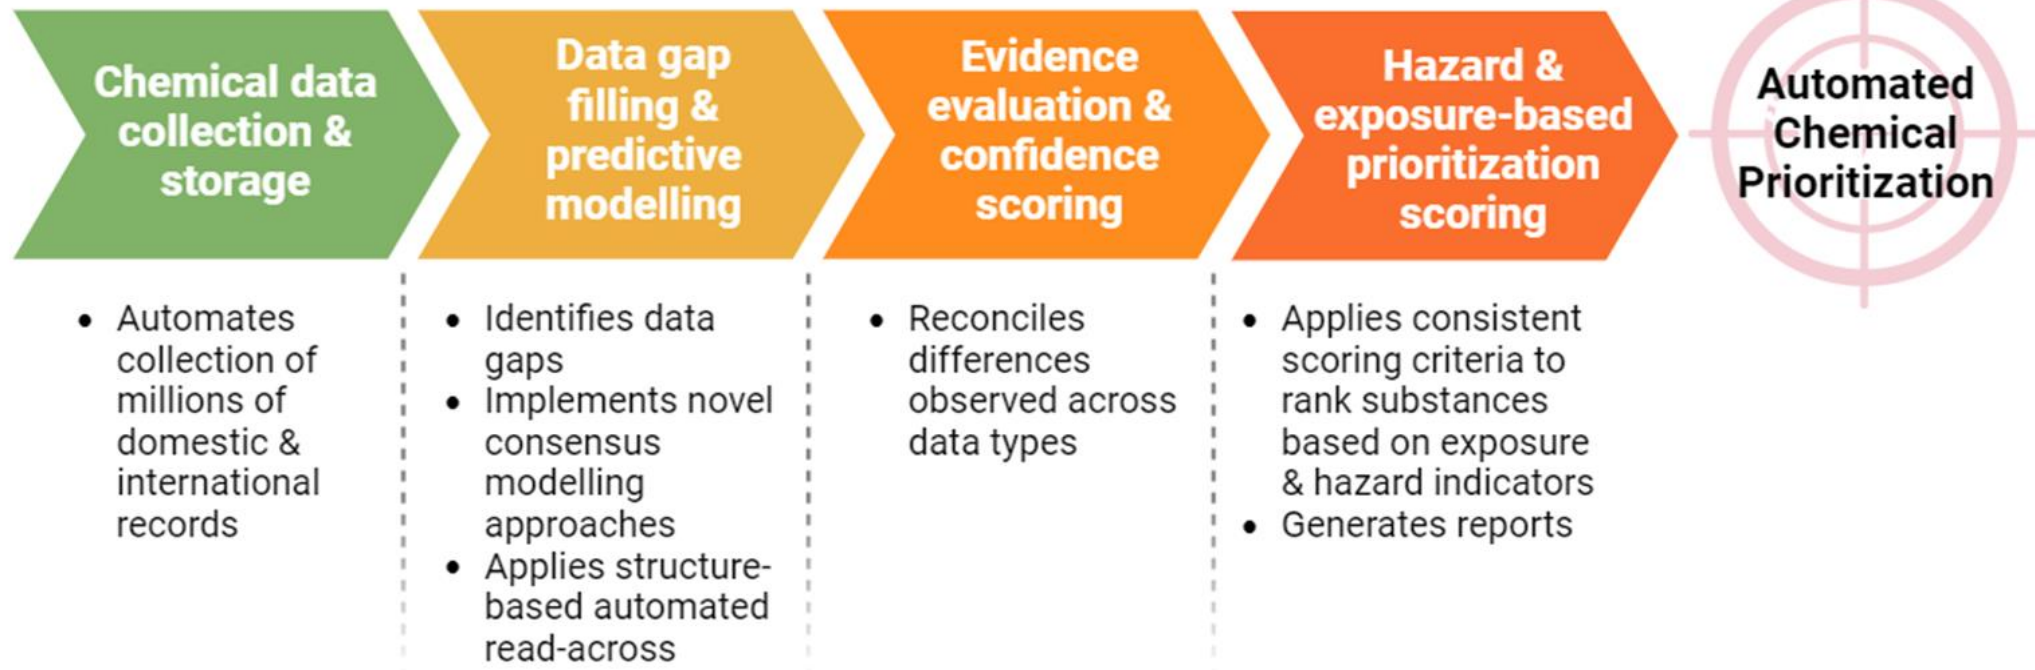 Chemical data
collection &
storage
Data gap
filling &
predictive
modelling
Evidence
evaluation &
confidence
scoring
Hazard &
exposure-based
prioritization
scoring
Automated
Chemical
Prioritization
• Automates
collection of
millions of
domestic &
international
records
• Identifies data
gaps
• Implements novel
consensus
modelling
approaches
• Applies structure-
based automated
read-across
• Reconciles
differences
observed across
data types
• Applies consistent
scoring criteria to
rank substances
based on exposure
& hazard indicators
• Generates reports